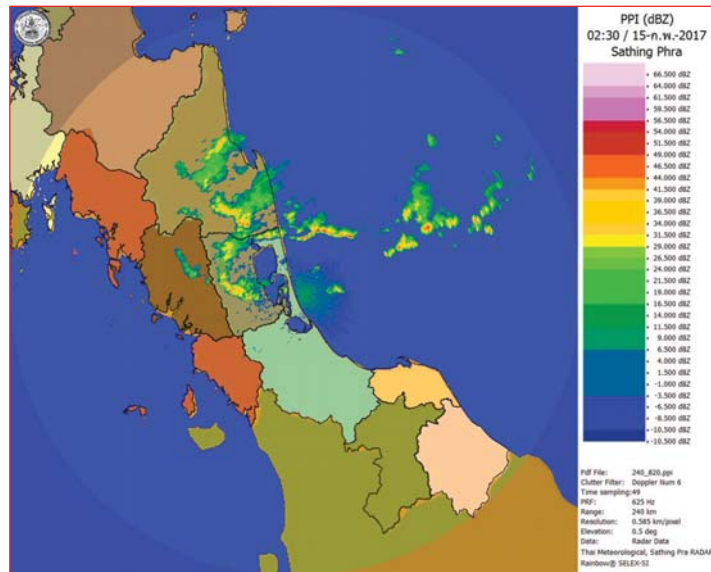 PPI (dBZ)
02:30 / 15-ก.พ.-2017
Sathing Phra
66.500 dBZ
64.000 dBZ
61.500 dBZ
59.500 dBZ
56.500 dBZ
54.000 dBZ
51.500 dBZ
49.000 dBZ
46.500 dBZ
44.000 dBZ
41.500 dBZ
39.000 dBZ
36.500 dBZ
34.000 dBZ
31.500 dBZ
29.000 dBZ
26.500 dBZ
24.000 dBZ
21.500 dBZ
19.000 dBZ
16.500 dBZ
14.000 dBZ
11.500 dBZ
9.000 dBZ
6.500 dBZ
4.000 dBZ
1.500 dBZ
-1.000 dBZ
-3.500 dBZ
-6.500 dBZ
-8.500 dBZ
-10.500 dBZ
-10.500 dBZ
Pdf File: 240_820.ppi
Clutter Filter: Doppler Num 6
Time sampling:49
PRF: 625 Hz
Range: 240 km
Resolution: 0.585 km/pixel
Elevation: 0.5 deg
Data: Radar Data
Thai Meteorological, Sathing Pra RADAR
Rainbow® SELEX-SI